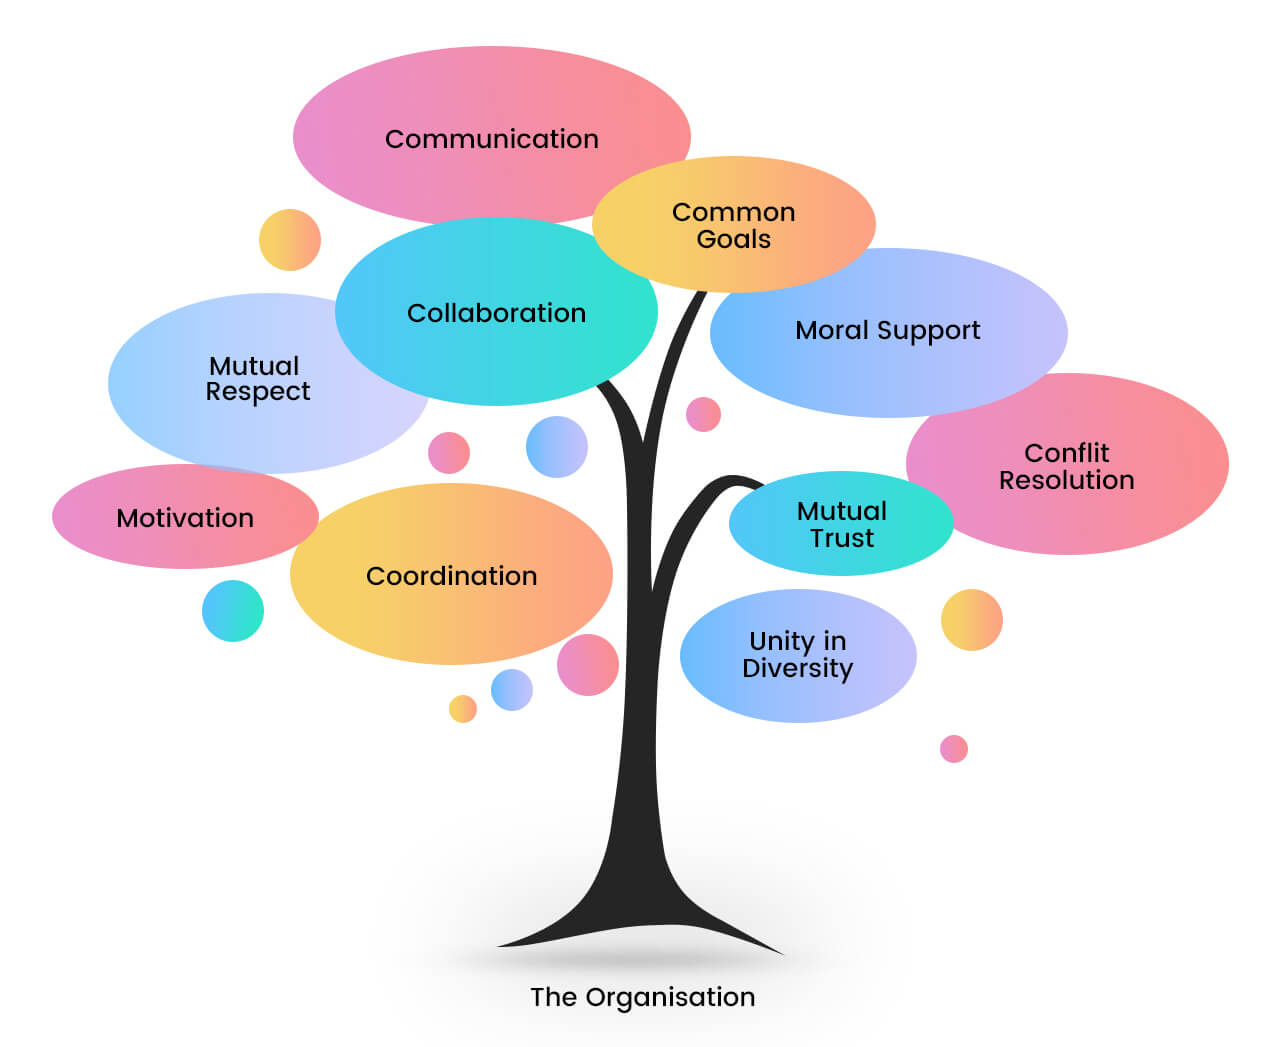 Communication
Common
Goals
Collaboration
Moral Support
Mutual
Respect
Conflit
Resolution
Motivation
Mutual
Trust
Coordination
Unity in
Diversity
The Organisation